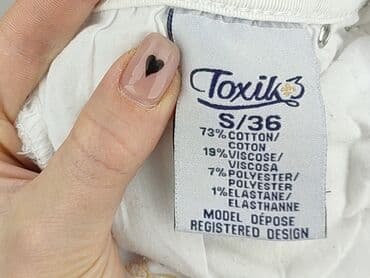 Toxik3
S/36
73% COTTON/
COTON
19% VISCOSE/
VISCOSA
7% POLYESTER/
POLYESTER
1% ELASTANE/
ELASTHANNE
MODEL DÉPOSE
REGISTERED DESIGN